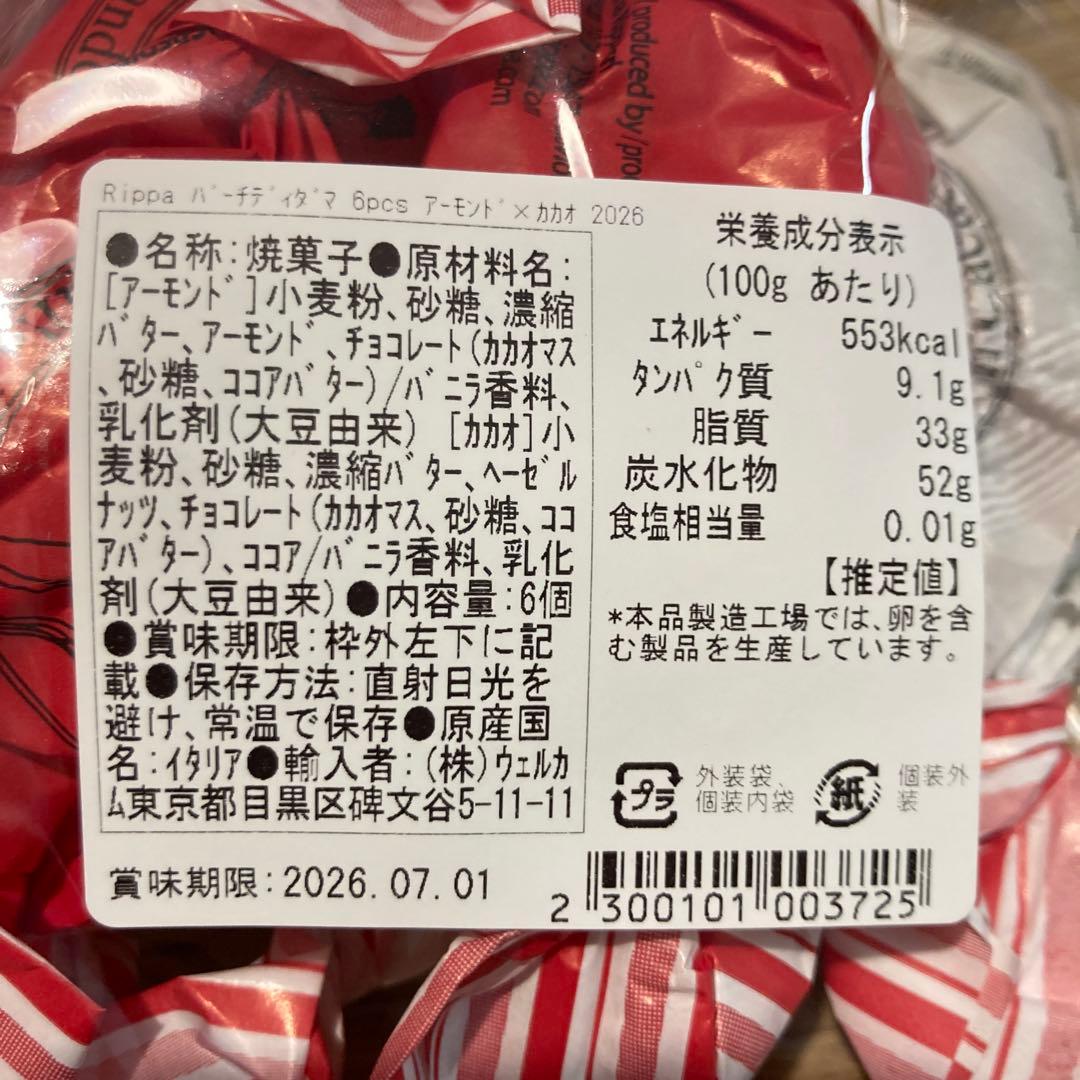 produced by/pro
Rippa バーチディダマ 6pcs アーモンド×カカオ 2026
●名称:焼菓子●原材料名:
[アーモンド]小麦粉、砂糖、濃縮
バター、アーモンド、チョコレート(カカオマス
、砂糖、ココアバター)/バニラ香料、
乳化剤(大豆由来) [カカオ]小
麦粉、砂糖、濃縮バター、ヘーゼル
ナッツ、チョコレート(カカオマス、砂糖、ココ
アバター)、ココア/バニラ香料、乳化
剤(大豆由来)●内容量:6個
●賞味期限:枠外左下に記
載●保存方法:直射日光を
避け、常温で保存●原産国
名:イタリア●輸入者:(株)ウェルカ
ム東京都目黒区碑文谷5-11-11
賞味期限:2026.07.01
栄養成分表示
(100g あたり)
エネルギー 553kcal
タンパク質 9.1g
脂質 33g
炭水化物 52g
食塩相当量 0.01g
【推定値】
*本品製造工場では、卵を含
む製品を生産しています。
プラ 外装袋、
個装内袋
紙 個装外
装
2 300101 003725